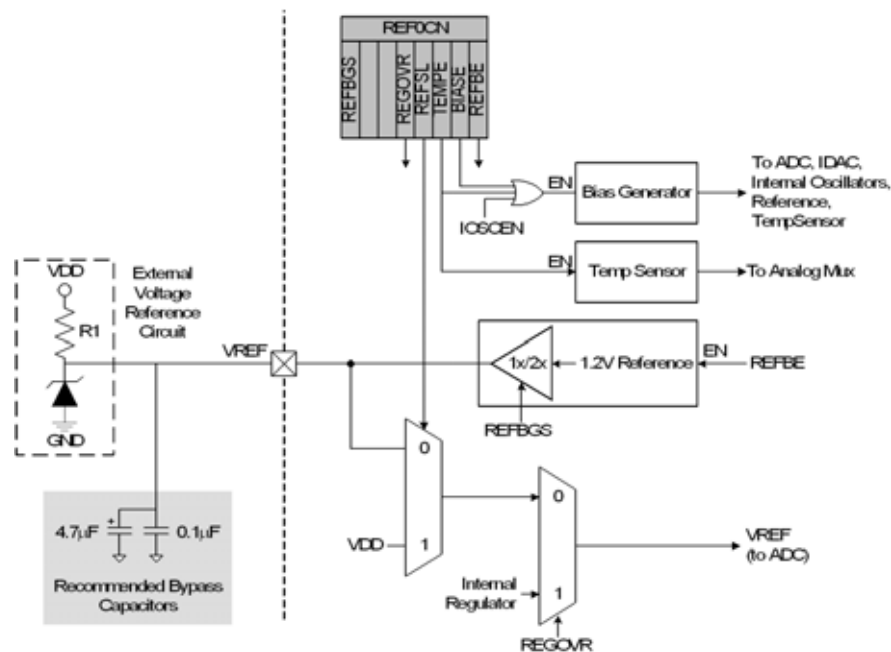 REF0CN
REFBGS
REGOVR
REFSL
TEMPE
BIASE
REFBE
EN
Bias Generator
To ADC, IDAC,
Internal Oscillators,
Reference,
TempSensor
IOSCEN
EN
Temp Sensor
To Analog Mux
VDD
R1
GND
External
Voltage
Reference
Circuit
VREF
1x/2x
1.2V Reference
EN
REFBE
REFBGS
0
1
VDD
0
1
Internal
Regulator
REGOVR
VREF
(to ADC)
4.7µF
+
0.1µF
Recommended Bypass
Capacitors